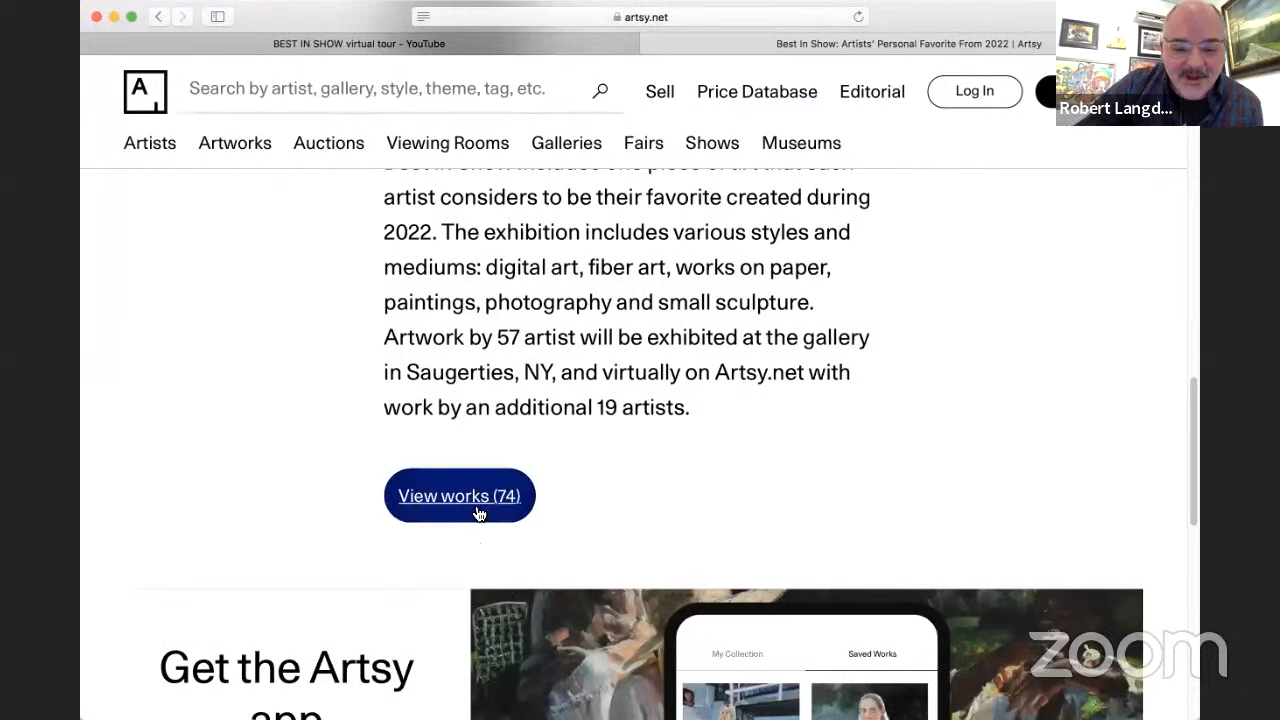 artsy.net
BEST IN SHOW virtual tour - YouTube
Best In Show: Artists' Personal Favorite From 2022 | Artsy
A
Search by artist, gallery, style, theme, tag, etc.
Sell
Price Database
Editorial
Log In
Robert Langd...
Artists
Artworks
Auctions
Viewing Rooms
Galleries
Fairs
Shows
Museums
artist considers to be their favorite created during
2022. The exhibition includes various styles and
mediums: digital art, fiber art, works on paper,
paintings, photography and small sculpture.
Artwork by 57 artist will be exhibited at the gallery
in Saugerties, NY, and virtually on Artsy.net with
work by an additional 19 artists.
View works (74)
Get the Artsy
app
My Collection
Saved Works
zoom